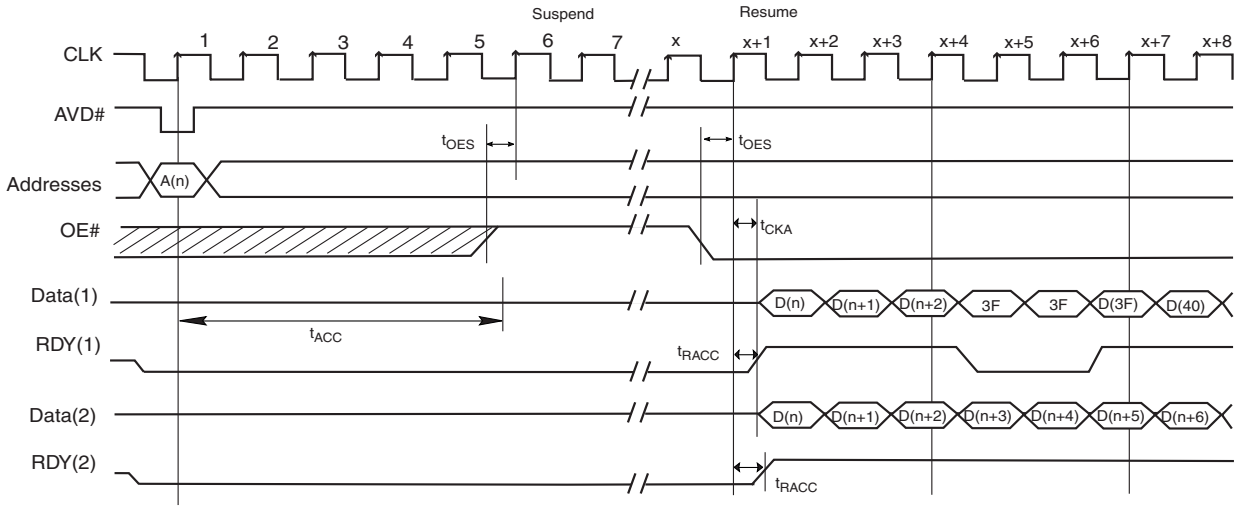 Suspend Resume
CLK 1 2 3 4 5 6 7 x x+1 x+2 x+3 x+4 x+5 x+6 x+7 x+8
AVD#
tOES tOES
Addresses A(n)
OE# tCKA
Data(1) D(n) D(n+1) D(n+2) 3F 3F D(3F) D(40)
tACC
RDY(1) tRACC
Data(2) D(n) D(n+1) D(n+2) D(n+3) D(n+4) D(n+5) D(n+6)
RDY(2) tRACC